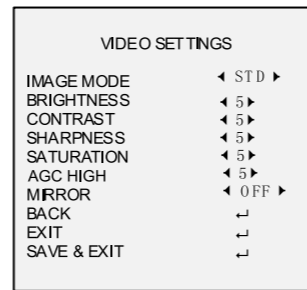 VIDEO SETTINGS
IMAGE MODE ◄ STD ►
BRIGHTNESS ◄ 5 ►
CONTRAST ◄ 5 ►
SHARPNESS ◄ 5 ►
SATURATION ◄ 5 ►
AGC HIGH ◄ 5 ►
MIRROR ◄ OFF ►
BACK ↵
EXIT ↵
SAVE & EXIT ↵